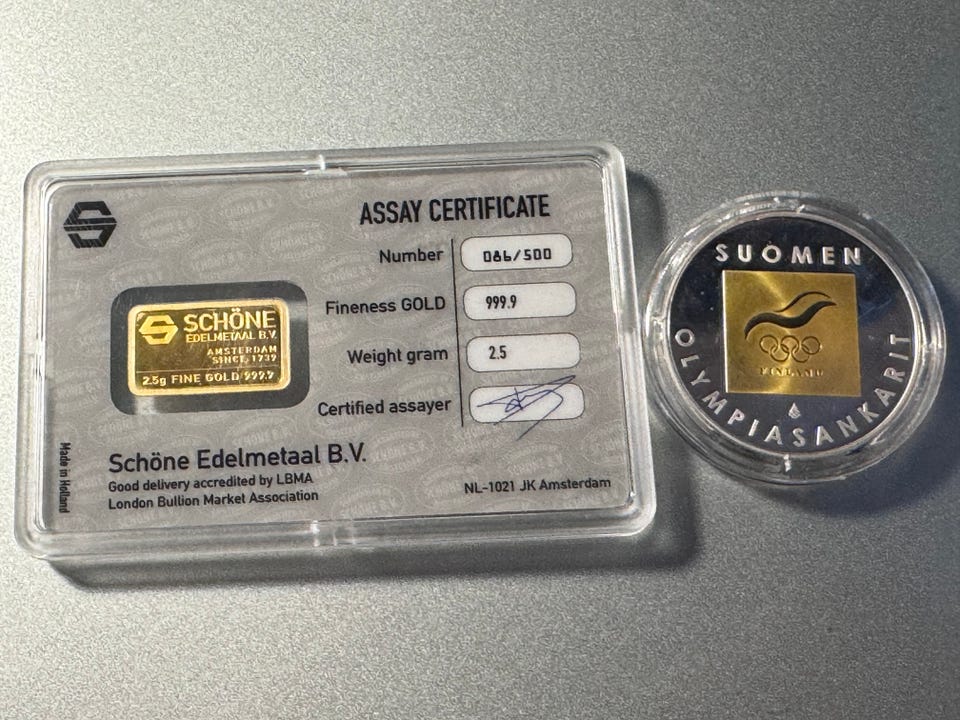 ASSAY CERTIFICATE
Number 086/500
Fineness GOLD 999.9
Weight gram 2.5
Certified assayer
SCHÖNE
EDELMETAAL B.V.
AMSTERDAM
SINCE 1739
2.5g FINE GOLD 999.9
Schöne Edelmetaal B.V.
Good delivery accredited by LBMA
London Bullion Market Association
NL-1021 JK Amsterdam
Made in Holland
SUOMEN
FINLAND
OLYMPIASANKARIT